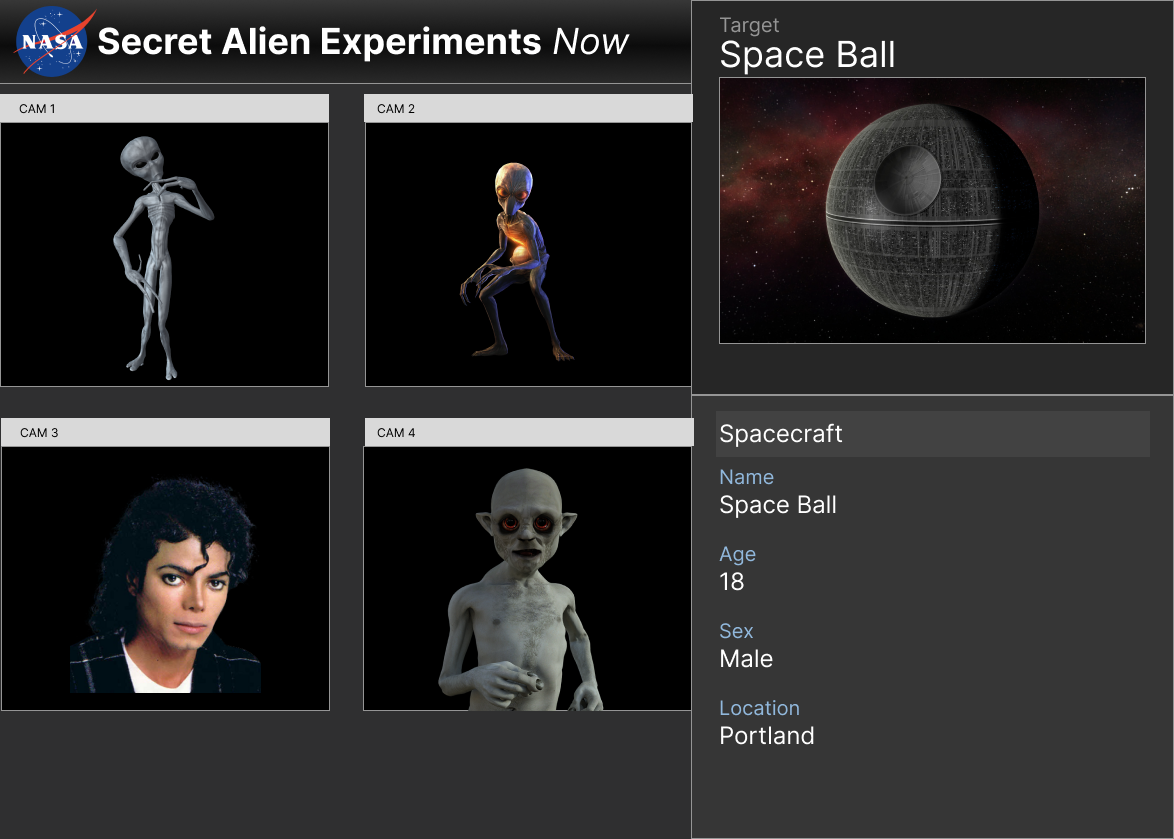 NASA
Secret Alien Experiments Now
CAM 1
CAM 2
CAM 3
CAM 4
Target
Space Ball
Spacecraft
Name
Space Ball
Age
18
Sex
Male
Location
Portland